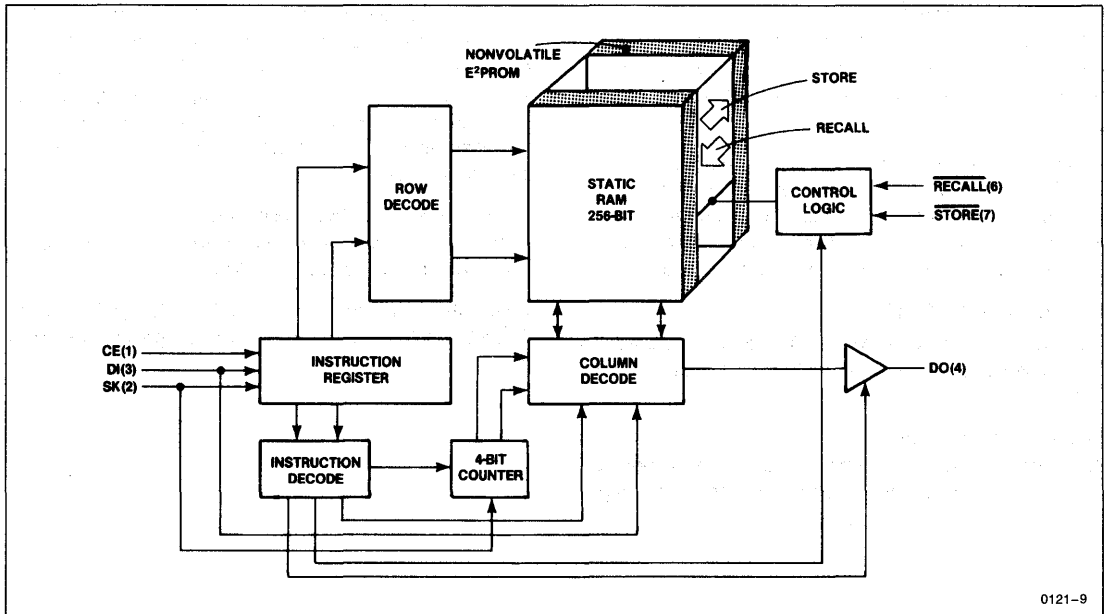 NONVOLATILE
E²PROM
STORE
RECALL
ROW
DECODE
STATIC
RAM
256-BIT
CONTROL
LOGIC
RECALL(6)
STORE(7)
CE(1)
DI(3)
SK(2)
INSTRUCTION
REGISTER
COLUMN
DECODE
DO(4)
INSTRUCTION
DECODE
4-BIT
COUNTER
0121-9